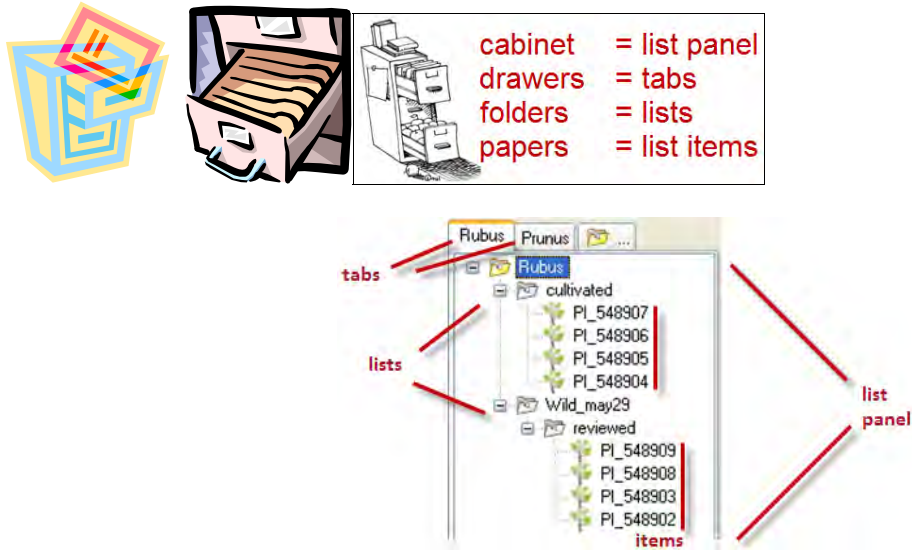 cabinet = list panel
drawers = tabs
folders = lists
papers = list items
Rubus Prunus ...
tabs
Rubus
cultivated
PI_548907
PI_548906
PI_548905
lists
PI_548904
list
panel
Wild_may29
reviewed
PI_548909
PI_548908
PI_548903
PI_548902
items